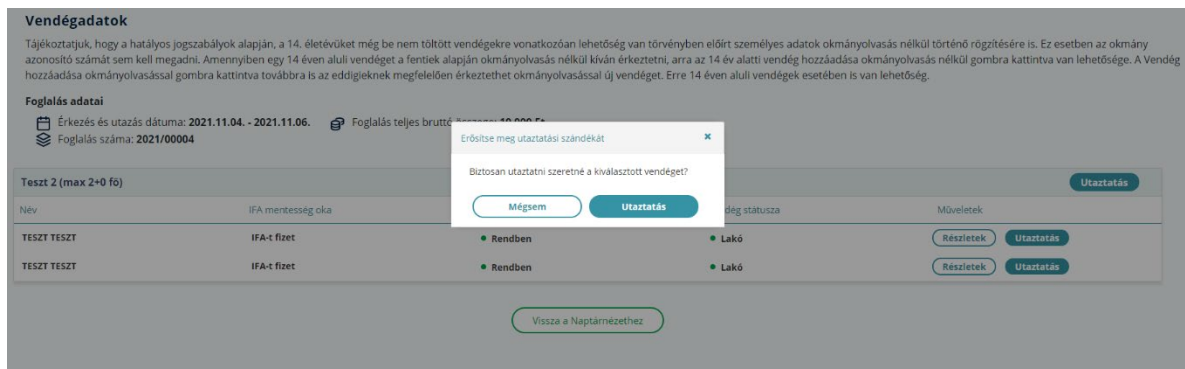 Vendégadatok
Tájékoztatjuk, hogy a hatályos jogszabályok alapján, a 14. életévüket még be nem töltött vendégekre vonatkozóan lehetőség van törvényben előírt személyes adatok okmányolvasás nélkül történő rögzítésére is. Ez esetben az okmány
azonosító számát sem kell megadni. Amennyiben egy 14 éven aluli vendéget a fentiek alapján okmányolvasás nélkül kíván érkeztetni, arra az 14 év alatti vendég hozzáadása okmányolvasás nélkül gombra kattintva van lehetősége. A Vendég
hozzáadása okmányolvasással gombra kattintva továbbra is az eddigieknek megfelelően érkeztethet okmányolvasással új vendéget. Erre 14 éven aluli vendégek esetében is van lehetőség.
Foglalás adatai
Érkezés és utazás dátuma: 2021.11.04. - 2021.11.06. Foglalás teljes bruttó
Foglalás száma: 2021/00004
Erősítse meg utaztatási szándékát
Biztosan utaztatni szeretné a kiválasztott vendéget?
Mégsem Utaztatás
Teszt 2 (max 2+0 fő) Utaztatás
Név IFA mentesség oka dég státusza Műveletek
TESZT TESZT IFA-t fizet Rendben Lakó Részletek Utaztatás
TESZT TESZT IFA-t fizet Rendben Lakó Részletek Utaztatás
Vissza a Naptárnézethez